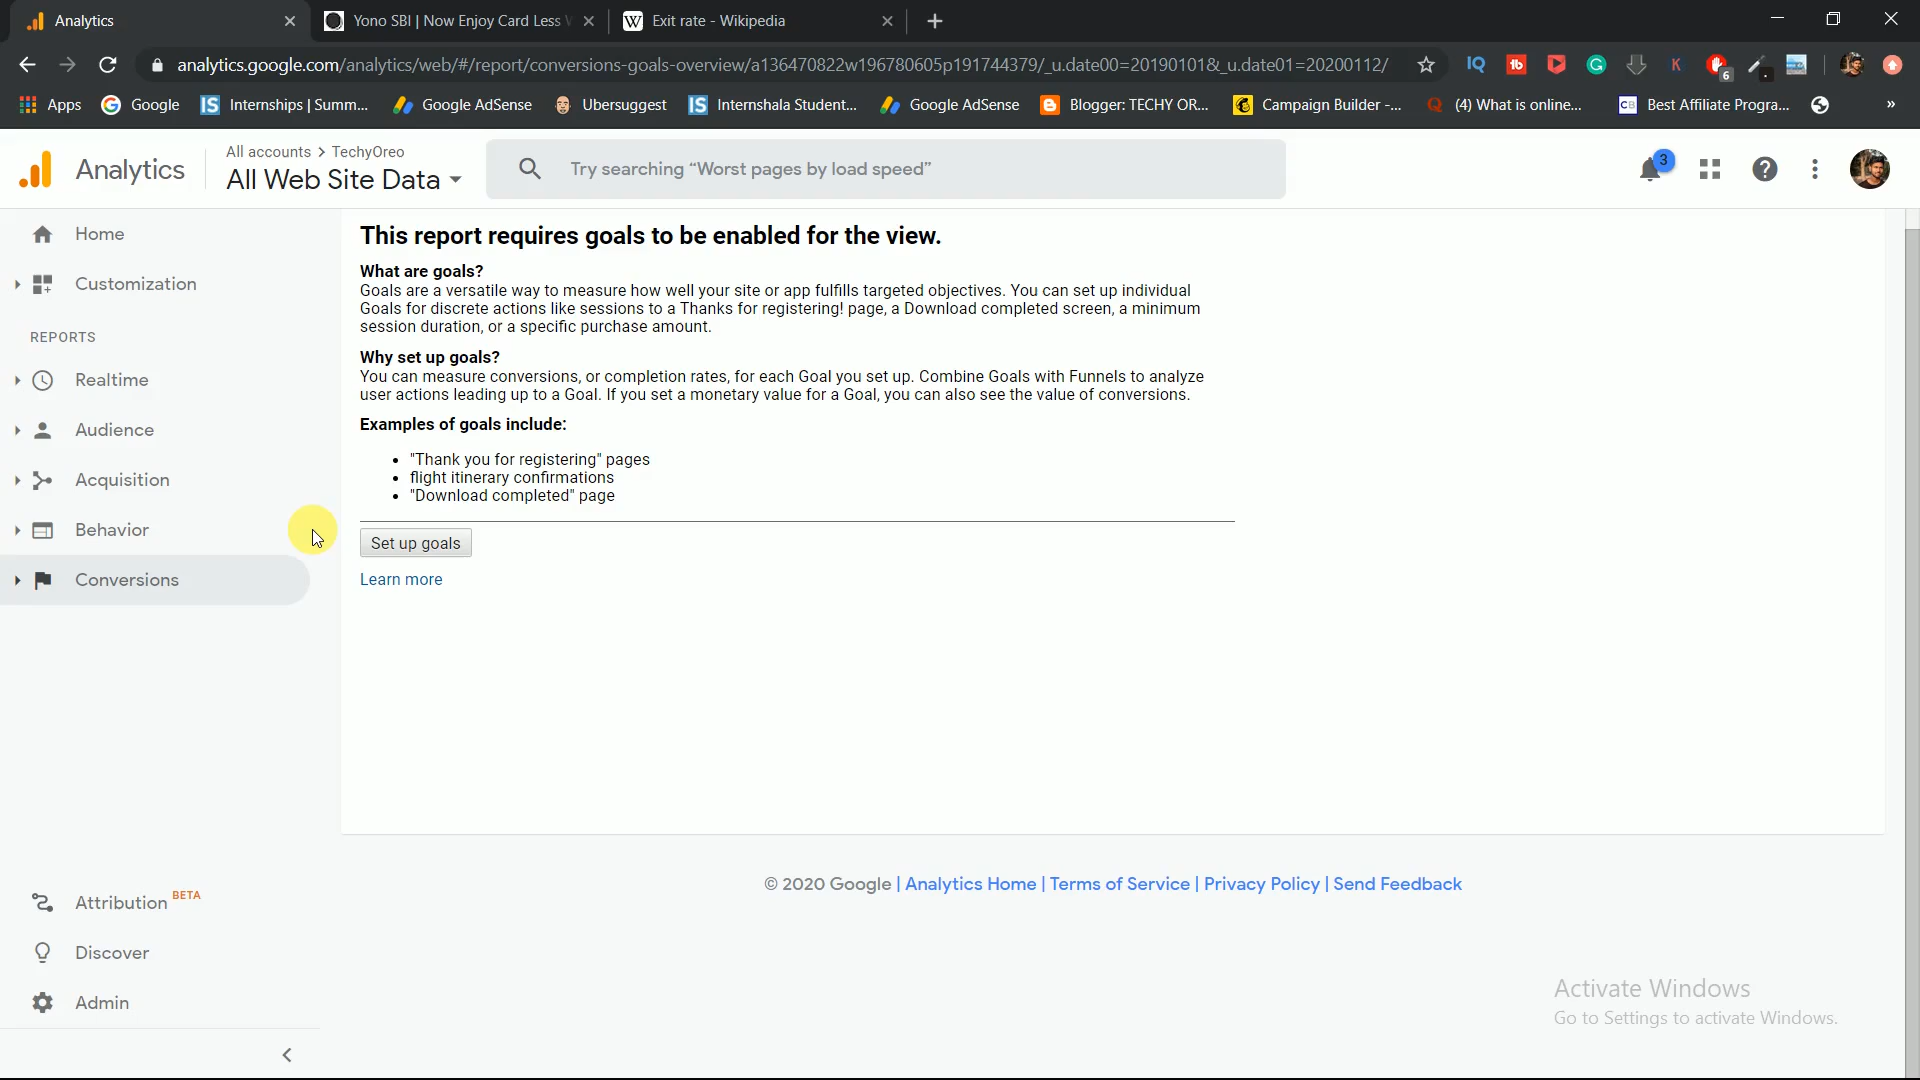 Analytics
Yono SBI | Now Enjoy Card Less
Exit rate - Wikipedia
analytics.google.com/analytics/web/#/report/conversions-goals-overview/a136470822w196780605p191744379/_u.date00=20190101&_u.date01=20200112/
IQ
tb
K
6
Apps
Google
Internships | Summ...
Google AdSense
Ubersuggest
Internshala Student...
Google AdSense
Blogger: TECHY OR...
Campaign Builder -...
(4) What is online...
Best Affiliate Progra...
»
Analytics
All accounts > TechyOreo
All Web Site Data
Try searching “Worst pages by load speed”
3
Home
Customization
REPORTS
Realtime
Audience
Acquisition
Behavior
Conversions
Attribution BETA
Discover
Admin
This report requires goals to be enabled for the view.
What are goals?
Goals are a versatile way to measure how well your site or app fulfills targeted objectives. You can set up individual
Goals for discrete actions like sessions to a Thanks for registering! page, a Download completed screen, a minimum
session duration, or a specific purchase amount.
Why set up goals?
You can measure conversions, or completion rates, for each Goal you set up. Combine Goals with Funnels to analyze
user actions leading up to a Goal. If you set a monetary value for a Goal, you can also see the value of conversions.
Examples of goals include:
• "Thank you for registering" pages
• flight itinerary confirmations
• "Download completed" page
Set up goals
Learn more
© 2020 Google | Analytics Home | Terms of Service | Privacy Policy | Send Feedback
Activate Windows
Go to Settings to activate Windows.